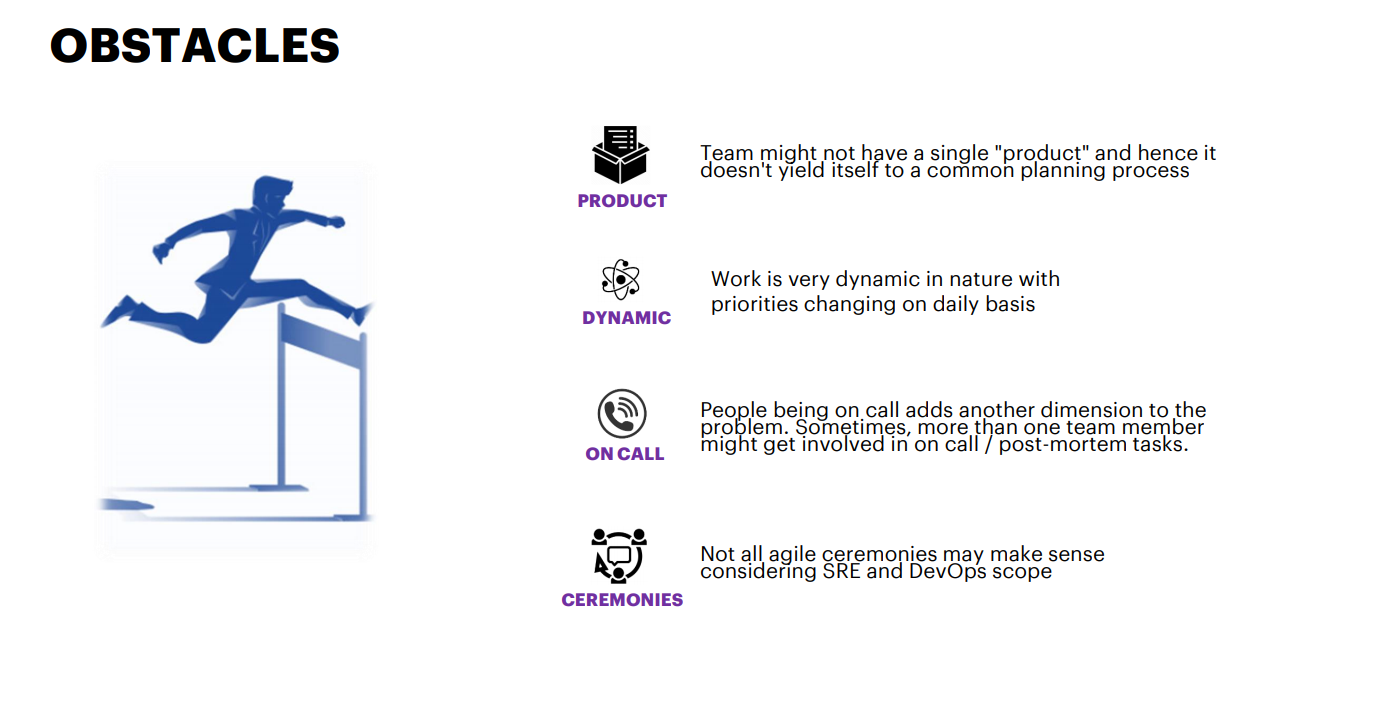 OBSTACLES
Team might not have a single "product" and hence it
doesn't yield itself to a common planning process
PRODUCT
Work is very dynamic in nature with
priorities changing on daily basis
DYNAMIC
People being on call adds another dimension to the
problem. Sometimes, more than one team member
might get involved in on call / post-mortem tasks.
ON CALL
Not all agile ceremonies may make sense
considering SRE and DevOps scope
CEREMONIES